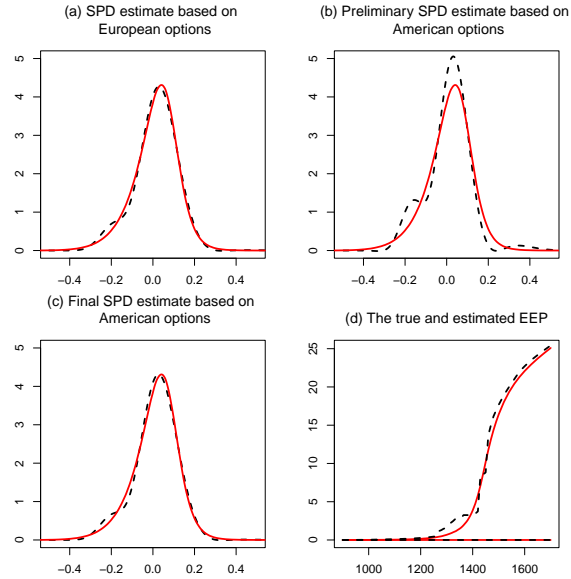 (a) SPD estimate based on
European options
(b) Preliminary SPD estimate based on
American options
5
4
3
2
1
0
−0.4 −0.2 0.0 0.2 0.4
5
4
3
2
1
0
−0.4 −0.2 0.0 0.2 0.4
(c) Final SPD estimate based on
American options
(d) The true and estimated EEP
5
4
3
2
1
0
−0.4 −0.2 0.0 0.2 0.4
25
20
15
10
5
0
1000 1200 1400 1600